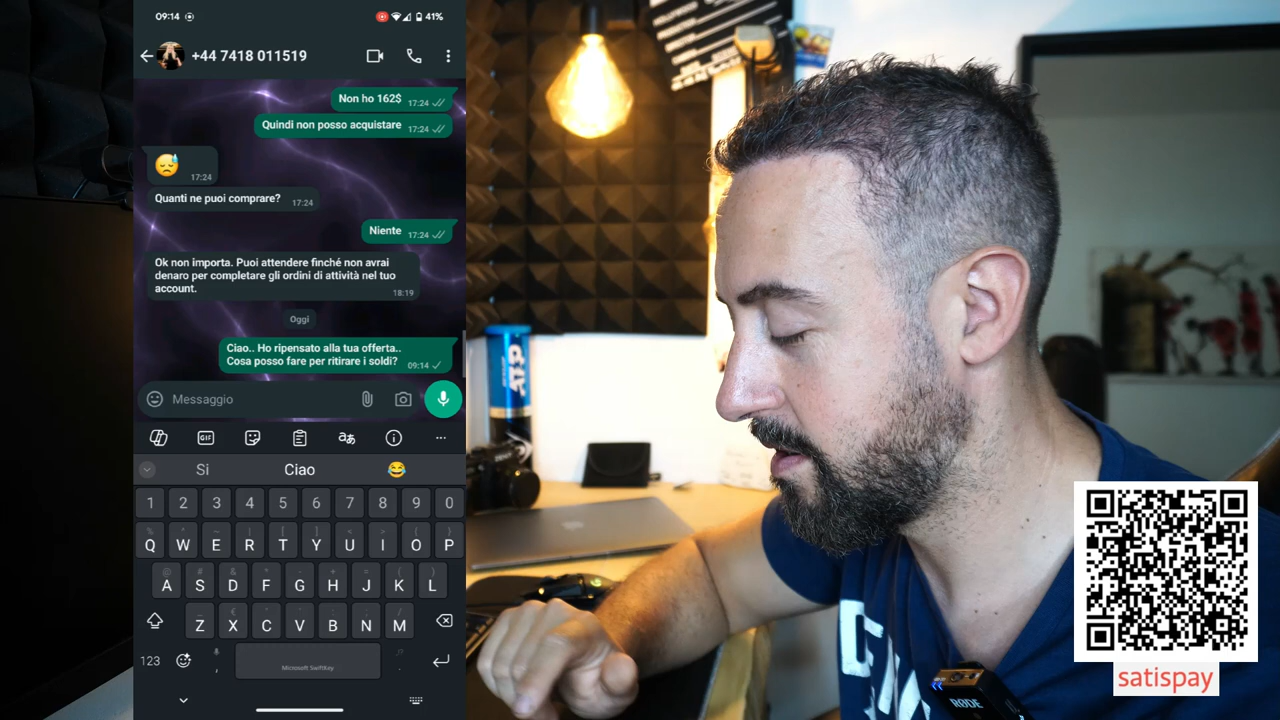 09:14
41%
+44 7418 011519
Non ho 162$ 17:24
Quindi non posso acquistare 17:24
17:24
Quanti ne puoi comprare? 17:24
Niente 17:24
Ok non importa. Puoi attendere finché non avrai
denaro per completare gli ordini di attività nel tuo
account. 18:19
Oggi
Ciao.. Ho ripensato alla tua offerta..
Cosa posso fare per ritirare i soldi? 09:14
Messaggio
GIF
Si Ciao
1 2 3 4 5 6 7 8 9 0
Q W E R T Y U I O P
A S D F G H J K L
Z X C V B N M
123 , Microsoft SwiftKey .
ATP
RØDE
satispay